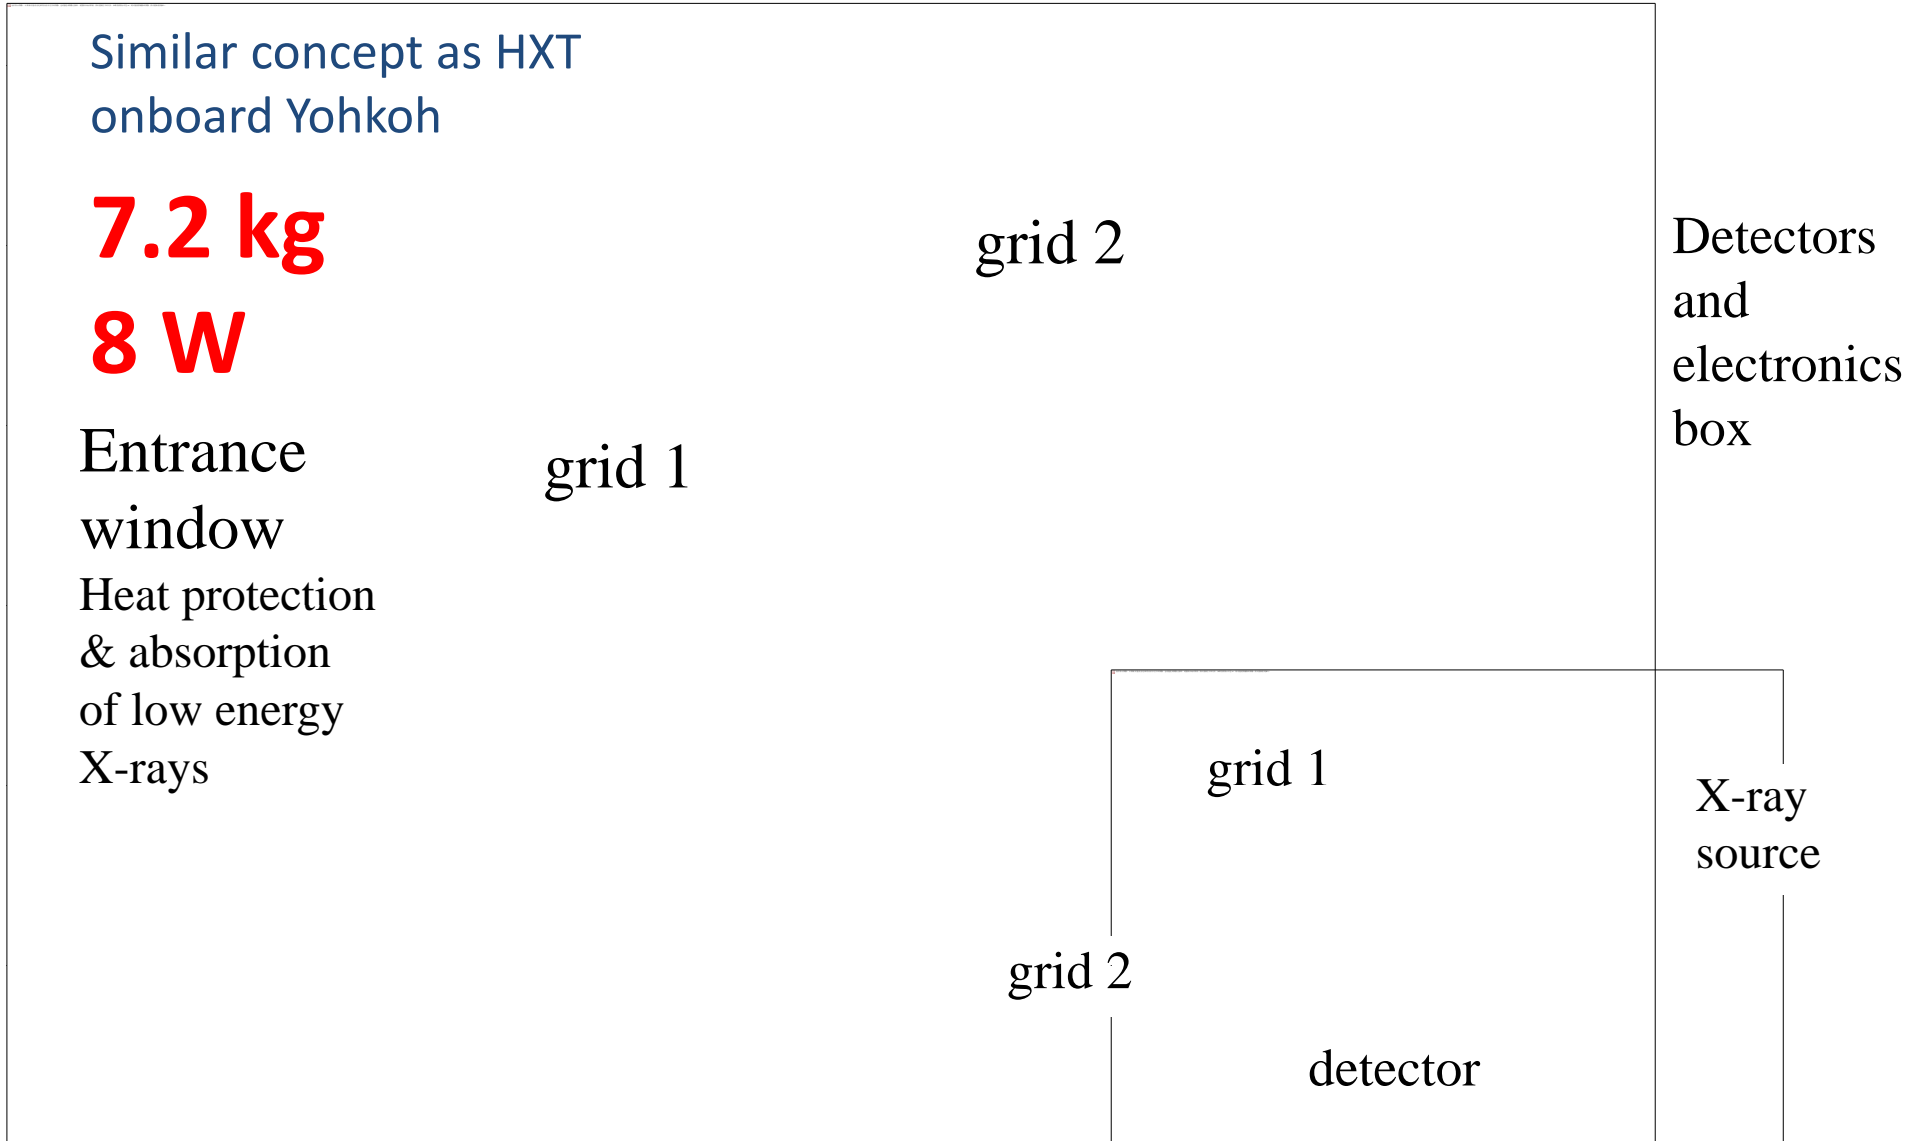 Similar concept as HXT
onboard Yohkoh
7.2 kg
8 W
grid 2
Detectors
and
electronics
box
Entrance
window
Heat protection
& absorption
of low energy
X-rays
grid 1
grid 1
X-ray
source
grid 2
detector